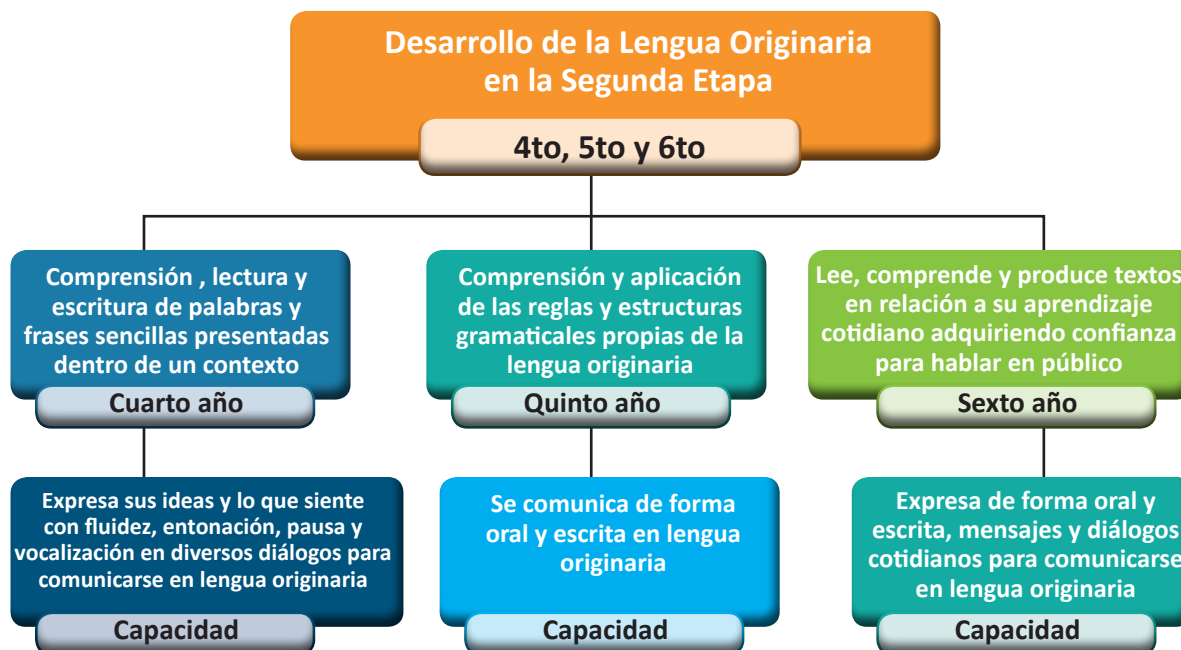 Desarrollo de la Lengua Originaria
en la Segunda Etapa
4to, 5to y 6to
Comprensión , lectura y
escritura de palabras y
frases sencillas presentadas
dentro de un contexto
Cuarto año
Comprensión y aplicación
de las reglas y estructuras
gramaticales propias de la
lengua originaria
Quinto año
Lee, comprende y produce textos
en relación a su aprendizaje
cotidiano adquiriendo confianza
para hablar en público
Sexto año
Expresa sus ideas y lo que siente
con fluidez, entonación, pausa y
vocalización en diversos diálogos para
comunicarse en lengua originaria
Capacidad
Se comunica de forma
oral y escrita en lengua
originaria
Capacidad
Expresa de forma oral y
escrita, mensajes y diálogos
cotidianos para comunicarse
en lengua originaria
Capacidad